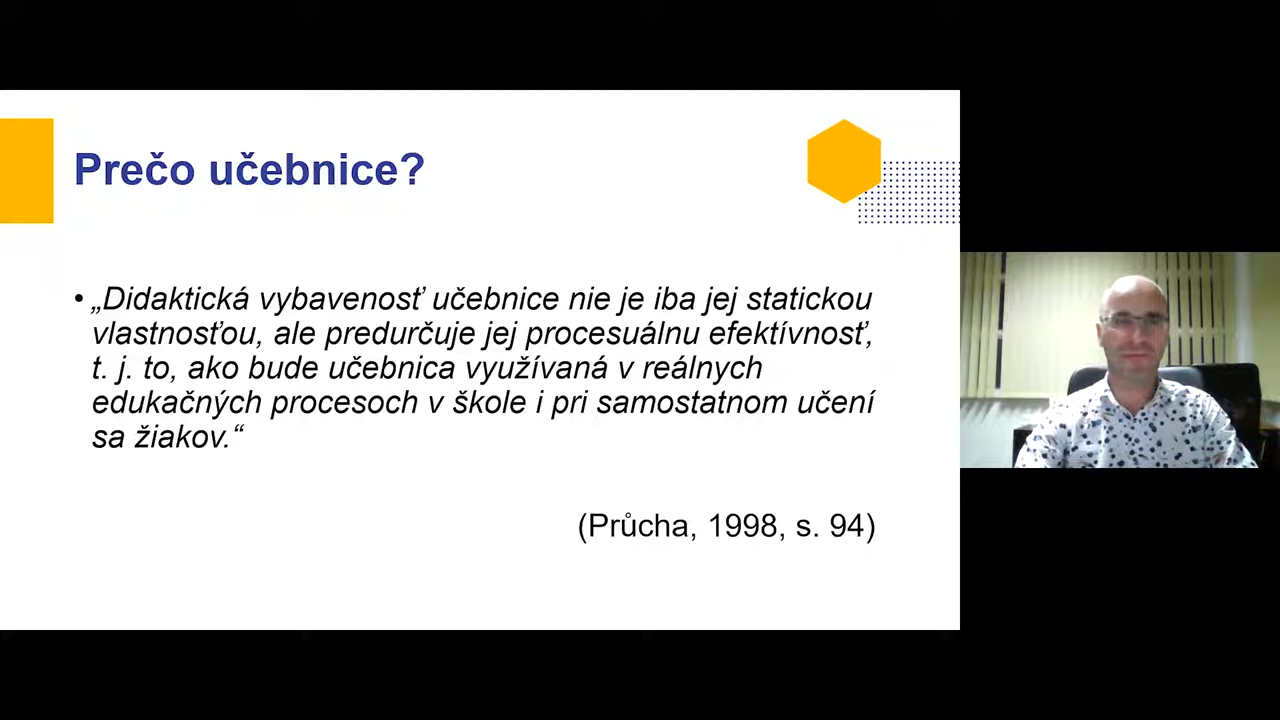 Prečo učebnice?
• „Didaktická vybavenosť učebnice nie je iba jej statickou
vlastnosťou, ale predurčuje jej procesuálnu efektívnosť,
t. j. to, ako bude učebnica využívaná v reálnych
edukačných procesoch v škole i pri samostatnom učení
sa žiakov.“
(Průcha, 1998, s. 94)